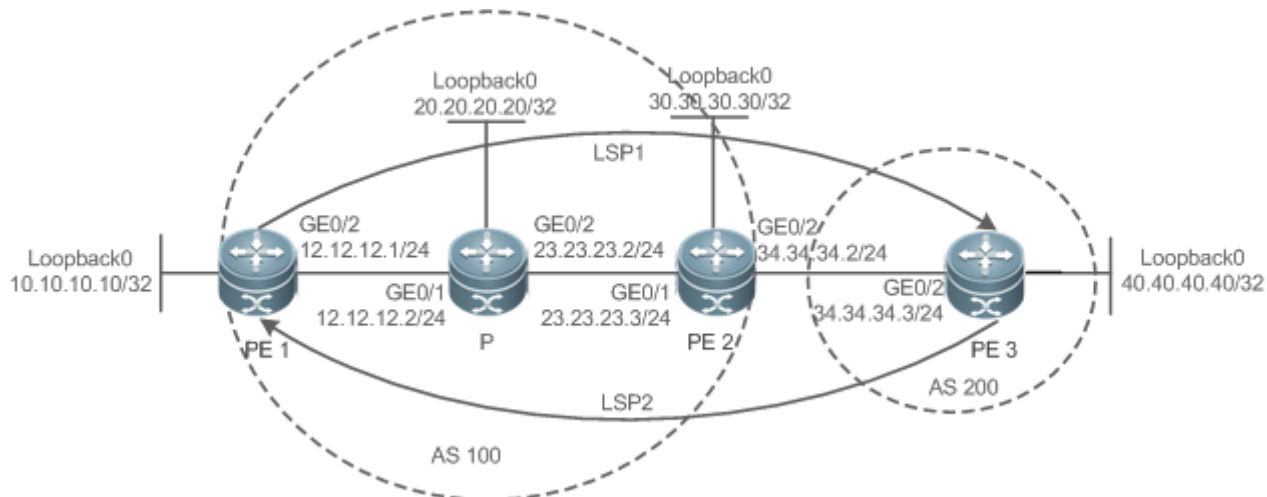 Loopback0
20.20.20.20/32
Loopback0
30.30.30.30/32
LSP1
GE0/2
12.12.12.1/24
GE0/2
23.23.23.2/24
GE0/2
34.34.34.2/24
Loopback0
10.10.10.10/32
Loopback0
40.40.40.40/32
GE0/1
12.12.12.2/24
GE0/1
23.23.23.3/24
GE0/2
34.34.34.3/24
PE 1
P
PE 2
PE 3
LSP2
AS 200
AS 100